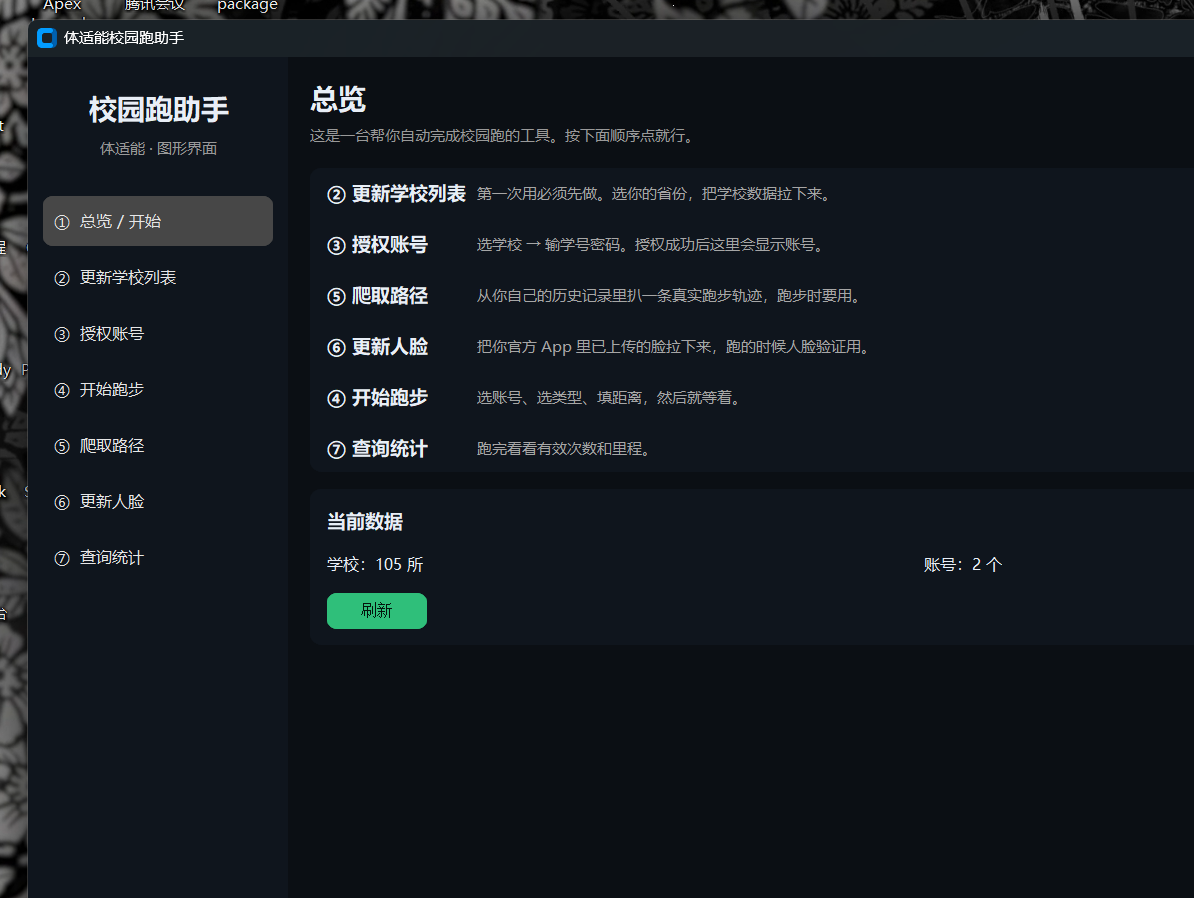 Apex
腾讯会议
package
体适能校园跑助手
校园跑助手
体适能 · 图形界面
① 总览 / 开始
② 更新学校列表
③ 授权账号
④ 开始跑步
⑤ 爬取路径
⑥ 更新人脸
⑦ 查询统计
总览
这是一台帮你自动完成校园跑的工具。按下面顺序点就行。
② 更新学校列表 第一次用必须先做。选你的省份，把学校数据拉下来。
③ 授权账号 选学校 → 输学号密码。授权成功后这里会显示账号。
⑤ 爬取路径 从你自己的历史记录里扒一条真实跑步轨迹，跑步时要用。
⑥ 更新人脸 把你官方 App 里已上传的脸拉下来，跑的时候人脸验证用。
④ 开始跑步 选账号、选类型、填距离，然后就等着。
⑦ 查询统计 跑完看看有效次数和里程。
当前数据
学校：105 所 账号：2 个
刷新